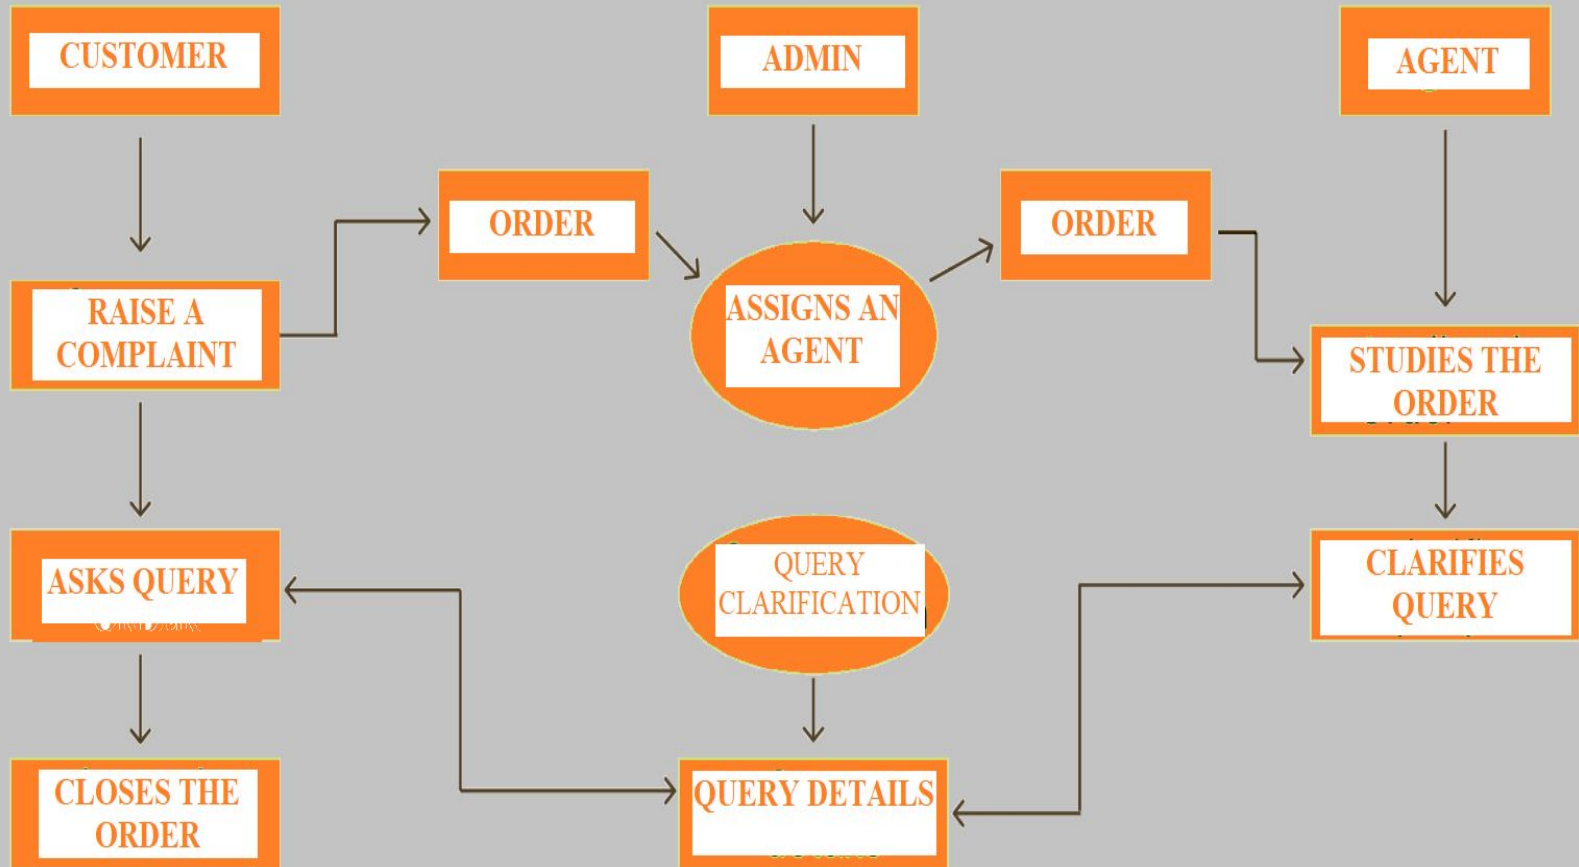 CUSTOMER
ADMIN
AGENT
ORDER
ORDER
RAISE A
COMPLAINT
ASSIGNS AN
AGENT
STUDIES THE
ORDER
ASKS QUERY
QUERY
CLARIFICATION
CLARIFIES
QUERY
CLOSES THE
ORDER
QUERY DETAILS